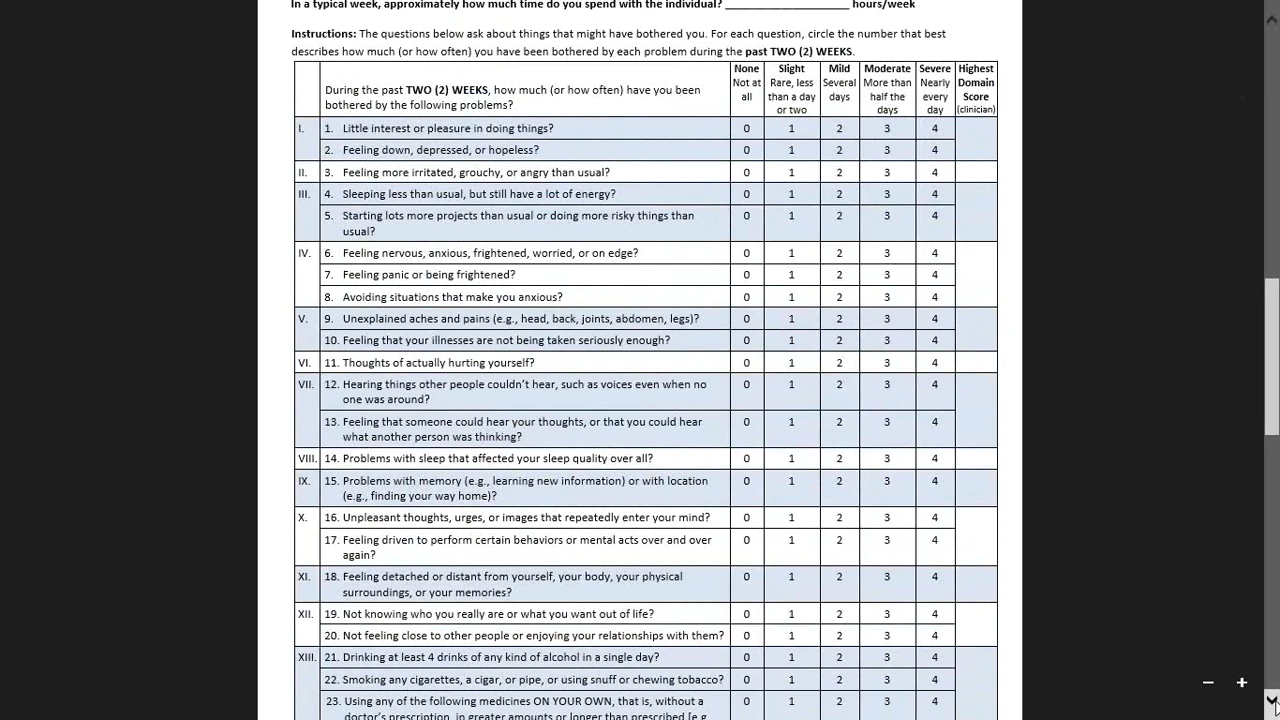 In a typical week, approximately how much time do you spend with the individual? ____________________ hours/week
Instructions: The questions below ask about things that might have bothered you. For each question, circle the number that best
describes how much (or how often) you have been bothered by each problem during the past TWO (2) WEEKS.
During the past TWO (2) WEEKS, how much (or how often) have you been
bothered by the following problems?
None
Not at
all
Slight
Rare, less
than a day
or two
Mild
Several
days
Moderate
More than
half the
days
Severe
Nearly
every
day
Highest
Domain
Score
(clinician)
I. 1. Little interest or pleasure in doing things? 0 1 2 3 4
2. Feeling down, depressed, or hopeless? 0 1 2 3 4
II. 3. Feeling more irritated, grouchy, or angry than usual? 0 1 2 3 4
III. 4. Sleeping less than usual, but still have a lot of energy? 0 1 2 3 4
5. Starting lots more projects than usual or doing more risky things than 0 1 2 3 4
usual?
IV. 6. Feeling nervous, anxious, frightened, worried, or on edge? 0 1 2 3 4
7. Feeling panic or being frightened? 0 1 2 3 4
8. Avoiding situations that make you anxious? 0 1 2 3 4
V. 9. Unexplained aches and pains (e.g., head, back, joints, abdomen, legs)? 0 1 2 3 4
10. Feeling that your illnesses are not being taken seriously enough? 0 1 2 3 4
VI. 11. Thoughts of actually hurting yourself? 0 1 2 3 4
VII. 12. Hearing things other people couldn't hear, such as voices even when no 0 1 2 3 4
one was around?
13. Feeling that someone could hear your thoughts, or that you could hear 0 1 2 3 4
what another person was thinking?
VIII. 14. Problems with sleep that affected your sleep quality over all? 0 1 2 3 4
IX. 15. Problems with memory (e.g., learning new information) or with location 0 1 2 3 4
(e.g., finding your way home)?
X. 16. Unpleasant thoughts, urges, or images that repeatedly enter your mind? 0 1 2 3 4
17. Feeling driven to perform certain behaviors or mental acts over and over 0 1 2 3 4
again?
XI. 18. Feeling detached or distant from yourself, your body, your physical 0 1 2 3 4
surroundings, or your memories?
XII. 19. Not knowing who you really are or what you want out of life? 0 1 2 3 4
20. Not feeling close to other people or enjoying your relationships with them? 0 1 2 3 4
XIII. 21. Drinking at least 4 drinks of any kind of alcohol in a single day? 0 1 2 3 4
22. Smoking any cigarettes, a cigar, or pipe, or using snuff or chewing tobacco? 0 1 2 3 4
23. Using any of the following medicines ON YOUR OWN, that is, without a 0 1 2 3 4
doctor's prescription, in greater amounts or longer than prescribed [e.g.